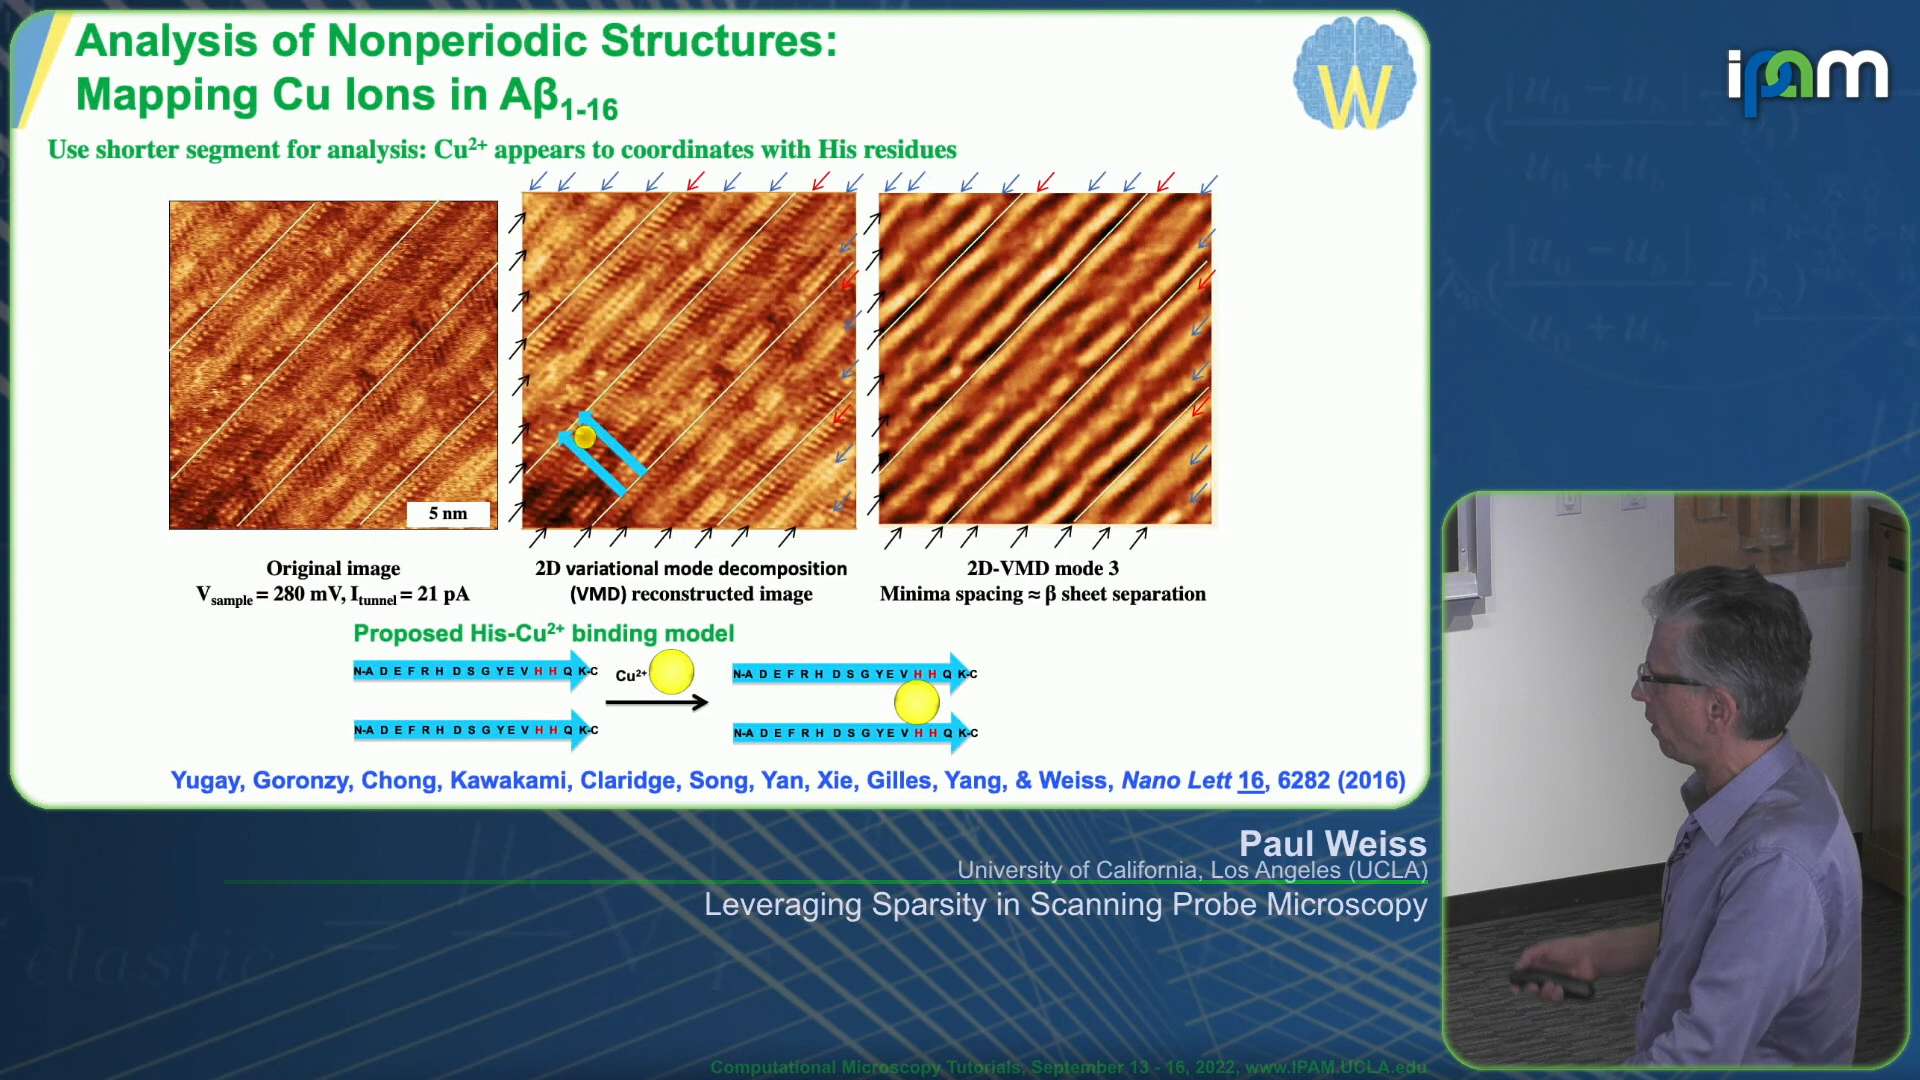 Analysis of Nonperiodic Structures:
Mapping Cu Ions in Aβ1-16
W
ipam
Use shorter segment for analysis: Cu2+ appears to coordinates with His residues
5 nm
Original image
Vsample = 280 mV, Itunnel = 21 pA
2D variational mode decomposition
(VMD) reconstructed image
2D-VMD mode 3
Minima spacing ≈ β sheet separation
Proposed His-Cu2+ binding model
N-A D E F R H D S G Y E V H H Q K-C
Cu2+
N-A D E F R H D S G Y E V H H Q K-C
N-A D E F R H D S G Y E V H H Q K-C
N-A D E F R H D S G Y E V H H Q K-C
Yugay, Goronzy, Chong, Kawakami, Claridge, Song, Yan, Xie, Gilles, Yang, & Weiss, Nano Lett 16, 6282 (2016)
Paul Weiss
University of California, Los Angeles (UCLA)
Leveraging Sparsity in Scanning Probe Microscopy
elastic
Computational Microscopy Tutorials, September 13 - 16, 2022, www.IPAM.UCLA.edu